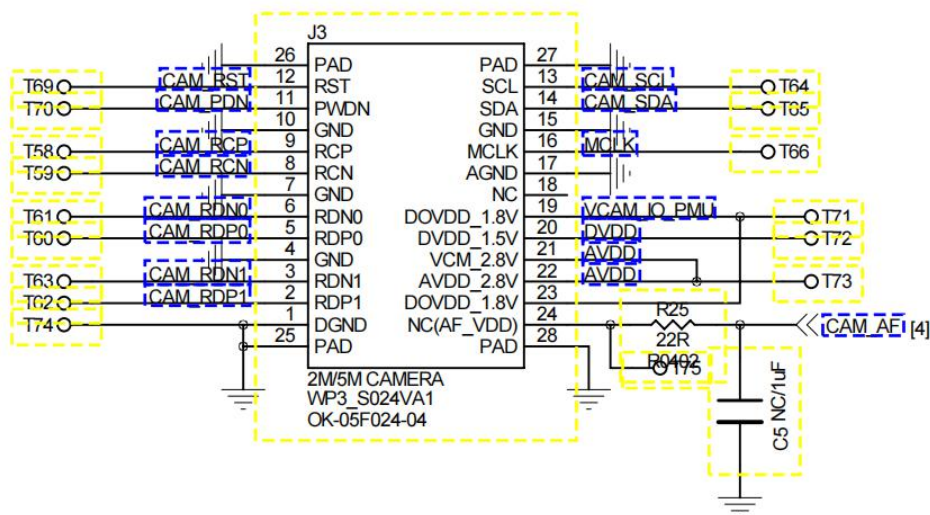 J3
26 PAD PAD 27
T69 CAM_RST 12 RST SCL 13 CAM_SCL T64
T70 CAM_PDN 11 PWDN SDA 14 CAM_SDA T65
10 GND GND 15
T58 CAM_RCP 9 RCP MCLK 16 MCLK T66
T59 CAM_RCN 8 RCN AGND 17
7 GND NC 18
T61 CAM_RDN0 6 RDN0 DOVDD_1.8V 19 VCAM_IO_PMU T71
T60 CAM_RDP0 5 RDP0 DVDD_1.5V 20 DVDD T72
4 GND VCM_2.8V 21 AVDD
T63 CAM_RDN1 3 RDN1 AVDD_2.8V 22 AVDD T73
T62 CAM_RDP1 2 RDP1 DOVDD_1.8V 23
T74 1 DGND NC(AF_VDD) 24 R25 CAM_AF [4]
25 PAD PAD 28 22R
R0402
T75
2M/5M CAMERA
WP3_S024VA1
OK-05F024-04
C5 NC/1uF